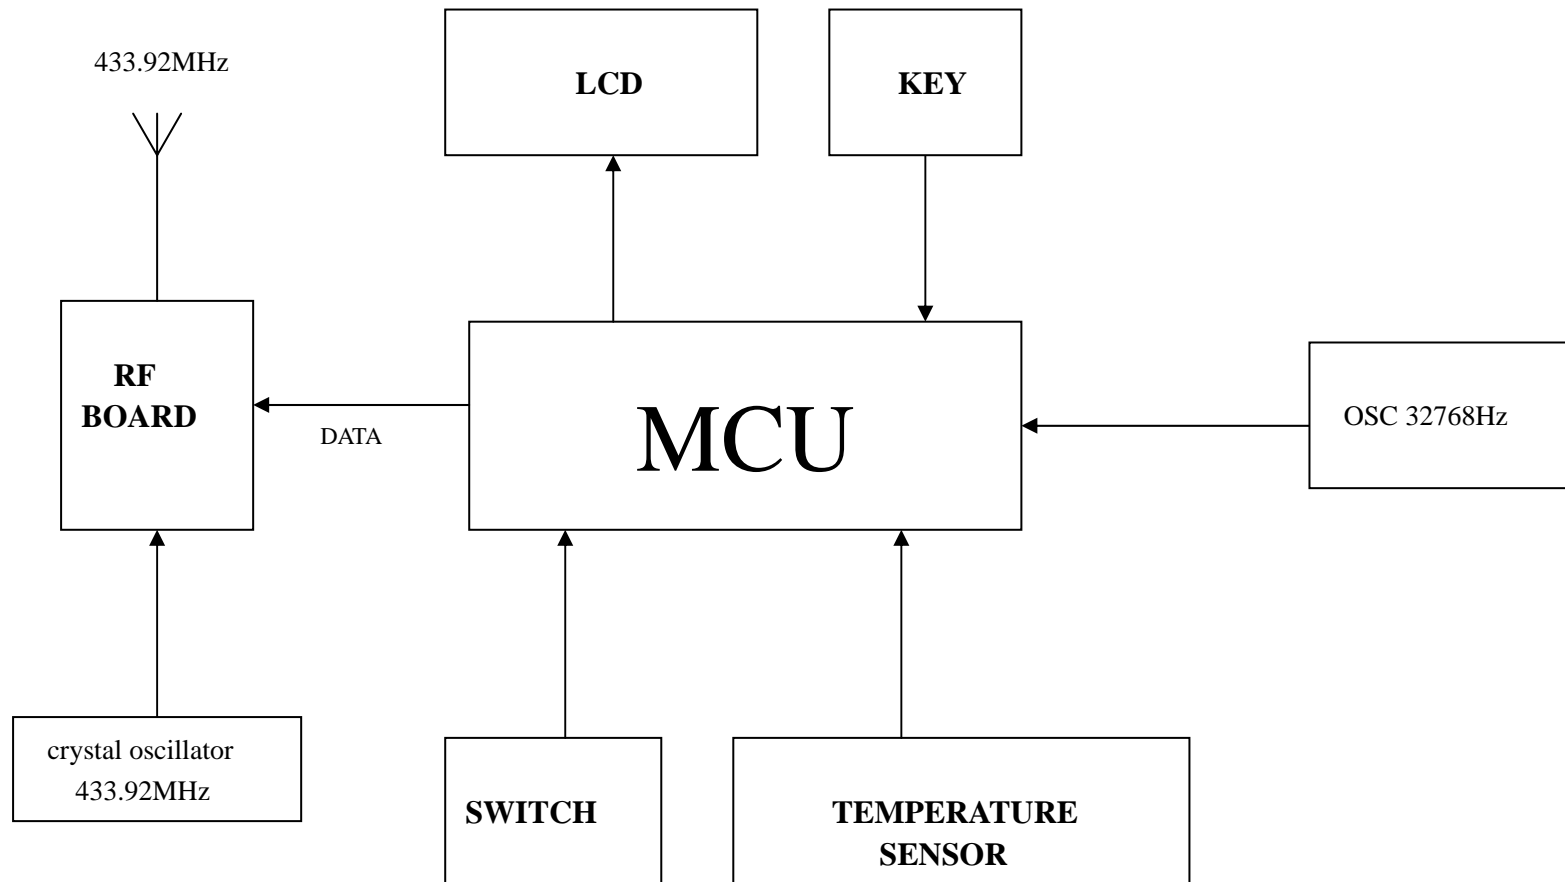 433.92MHz
LCD
KEY
RF
BOARD
DATA
MCU
OSC 32768Hz
crystal oscillator
433.92MHz
SWITCH
TEMPERATURE
SENSOR